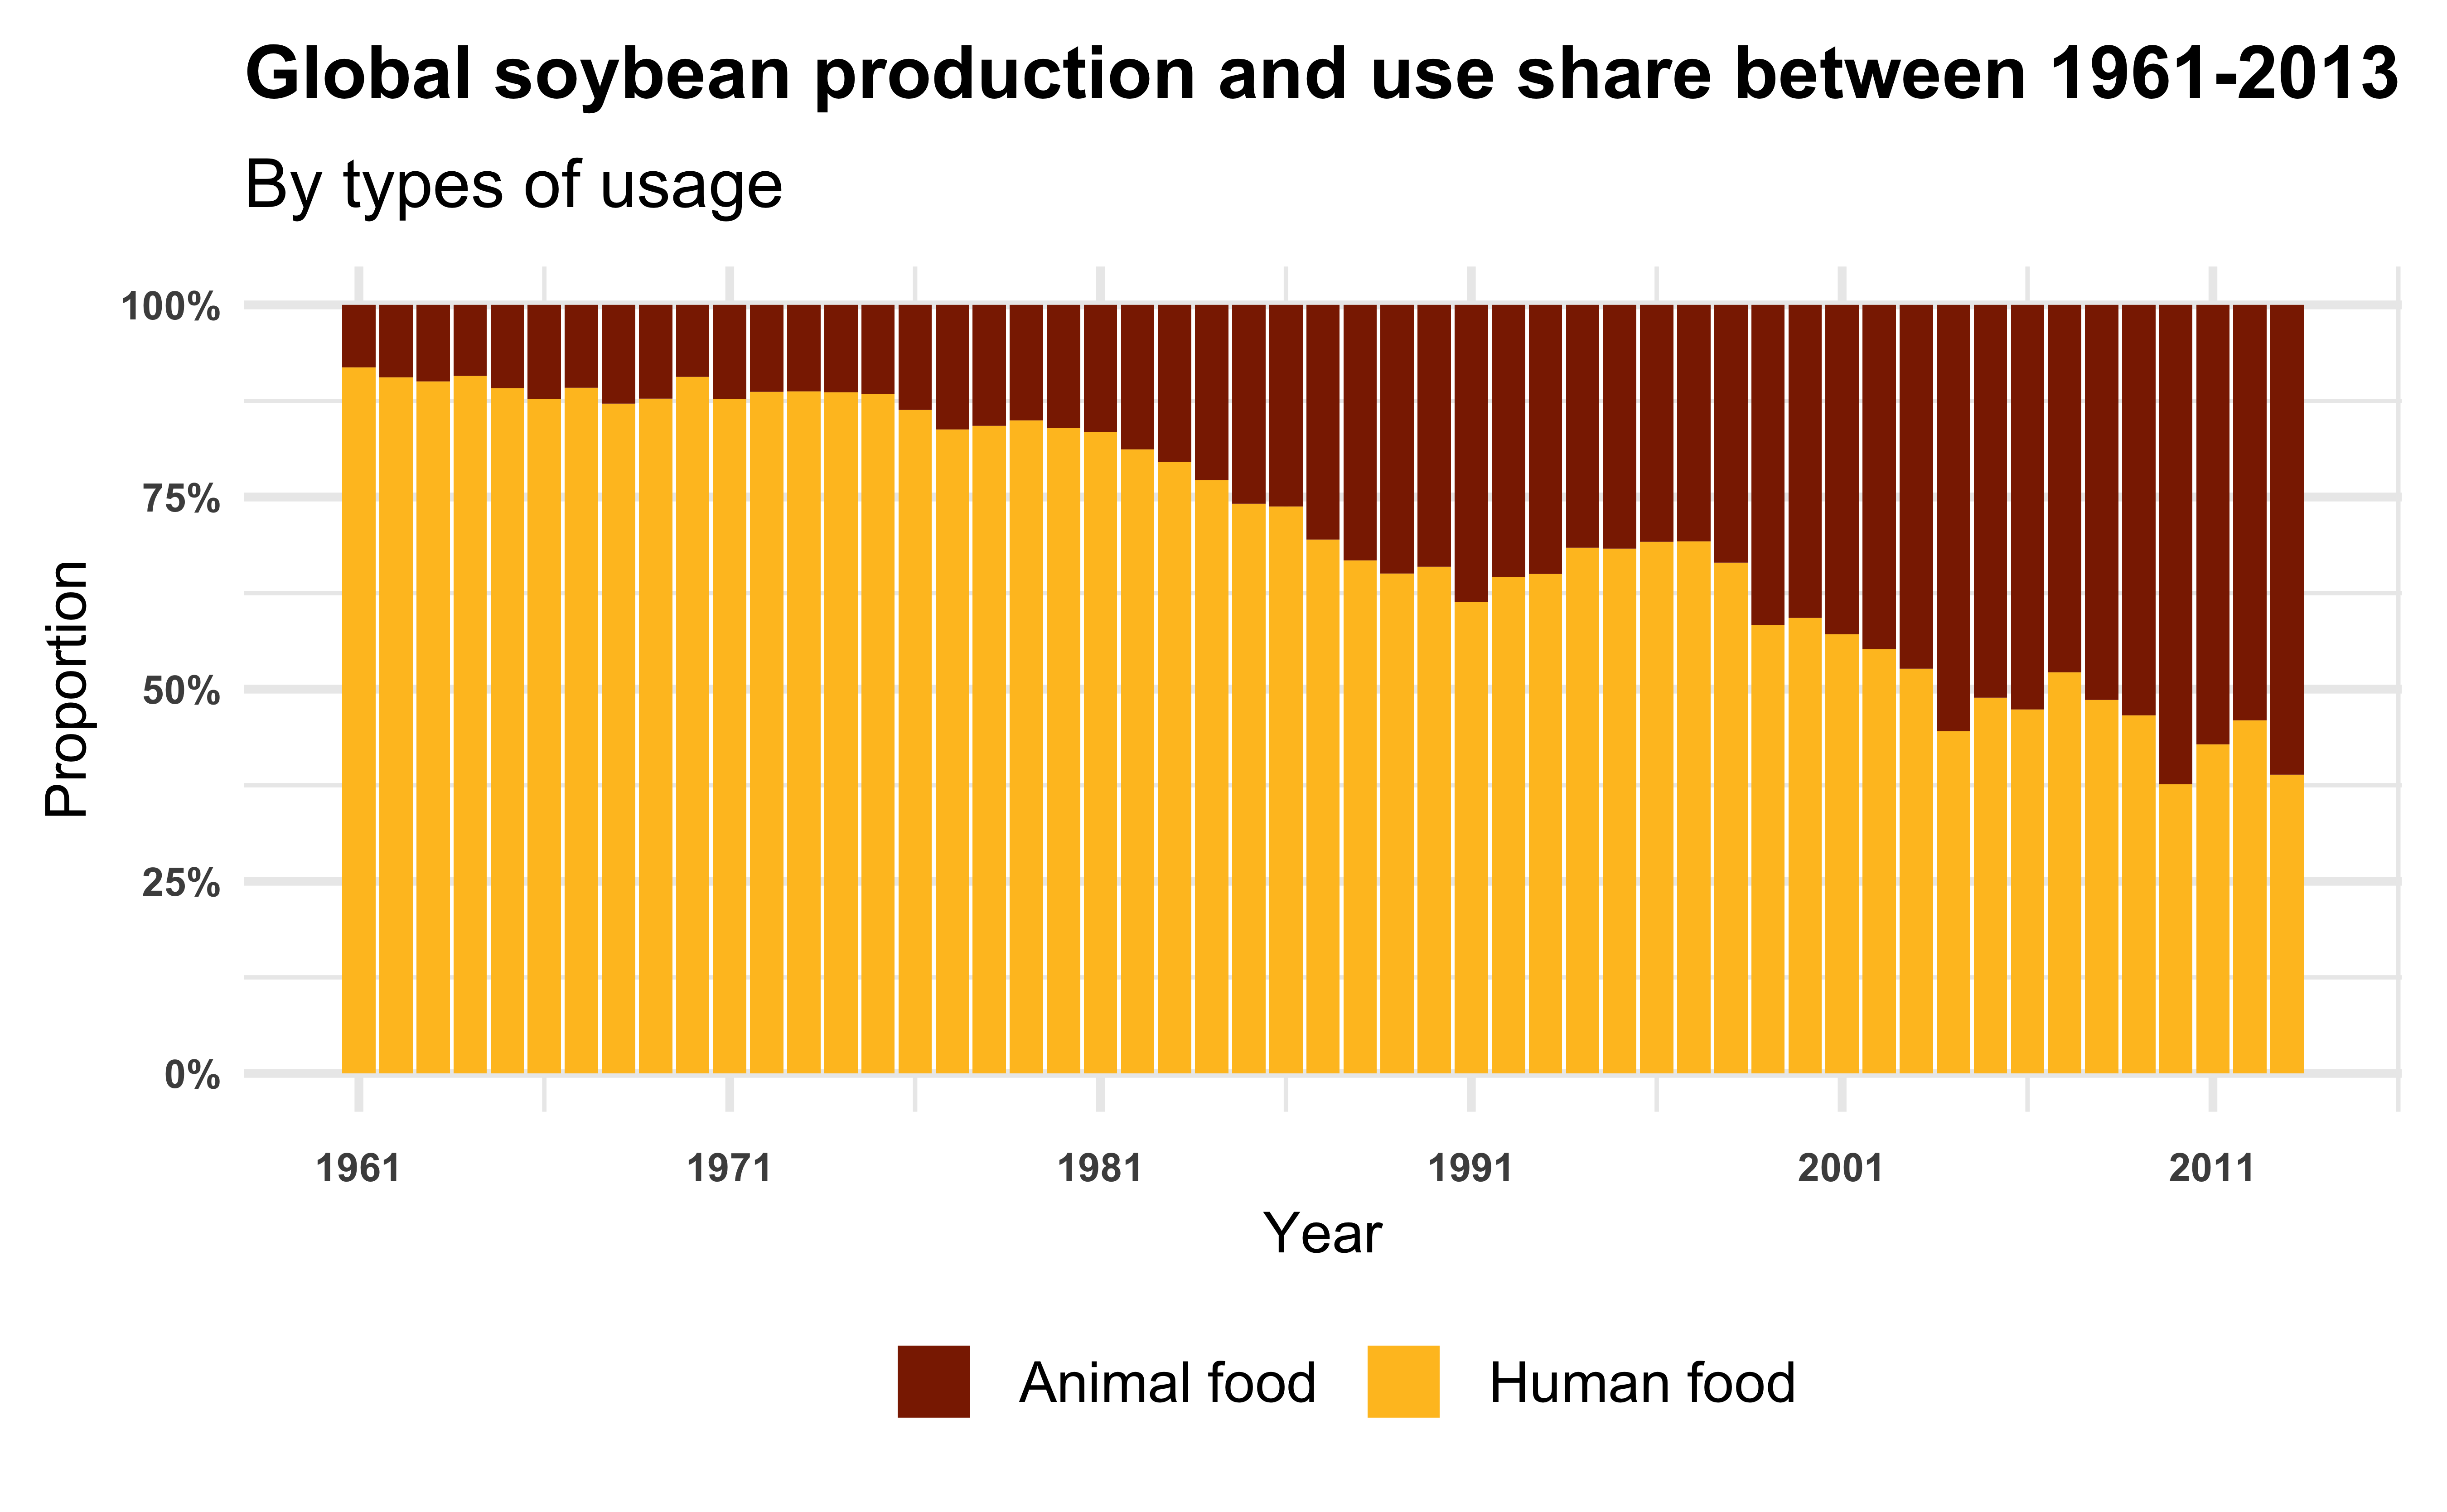 Global soybean production and use share between 1961-2013
By types of usage
100%
75%
50%
25%
0%
Proportion
1961 1971 1981 1991 2001 2011
Year
Animal food Human food